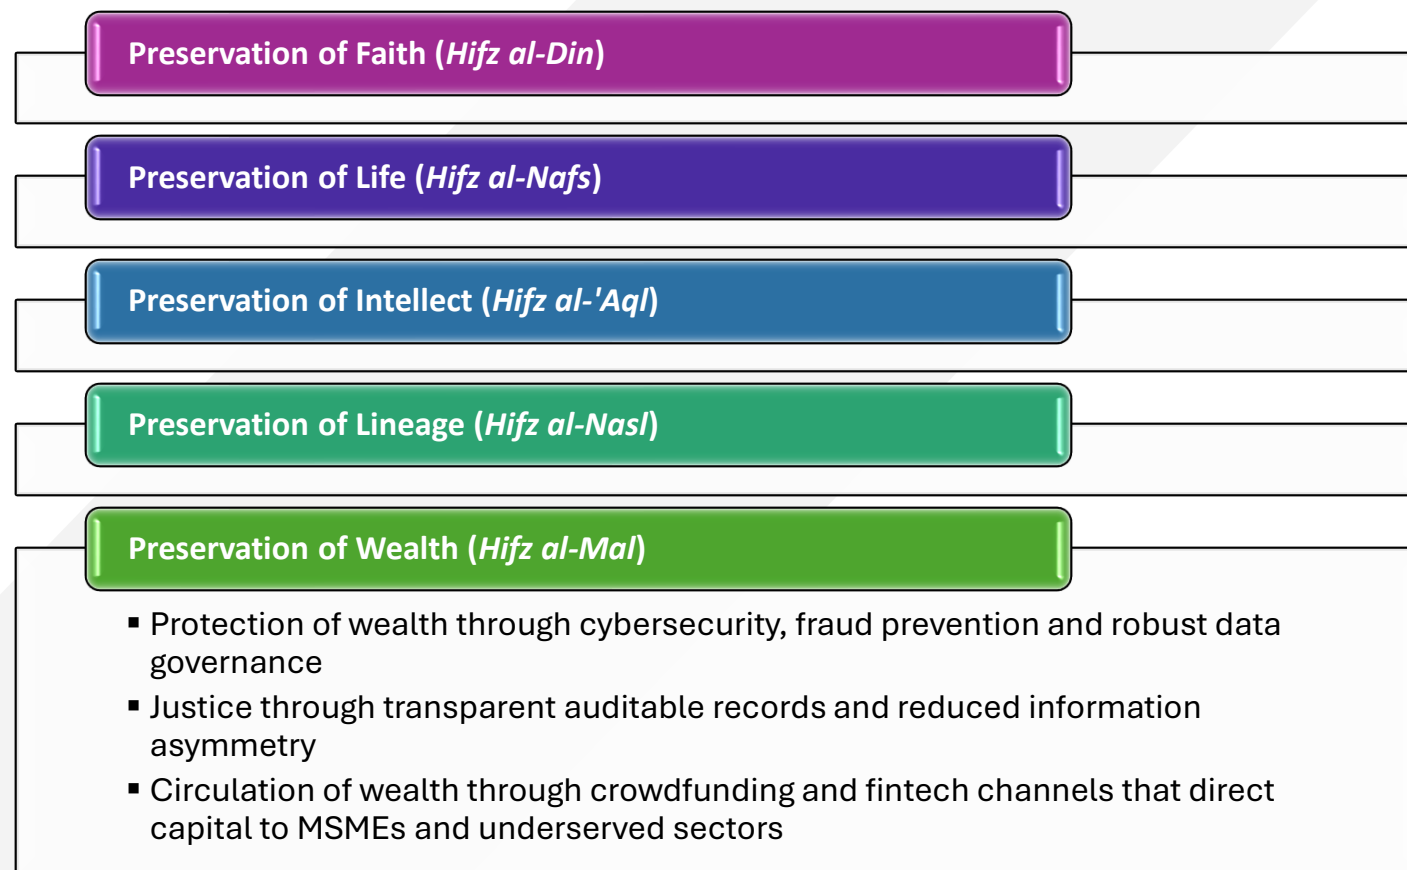 Preservation of Faith (Hifz al-Din)
Preservation of Life (Hifz al-Nafs)
Preservation of Intellect (Hifz al-'Aql)
Preservation of Lineage (Hifz al-Nasl)
Preservation of Wealth (Hifz al-Mal)
▪ Protection of wealth through cybersecurity, fraud prevention and robust data
governance
▪ Justice through transparent auditable records and reduced information
asymmetry
▪ Circulation of wealth through crowdfunding and fintech channels that direct
capital to MSMEs and underserved sectors